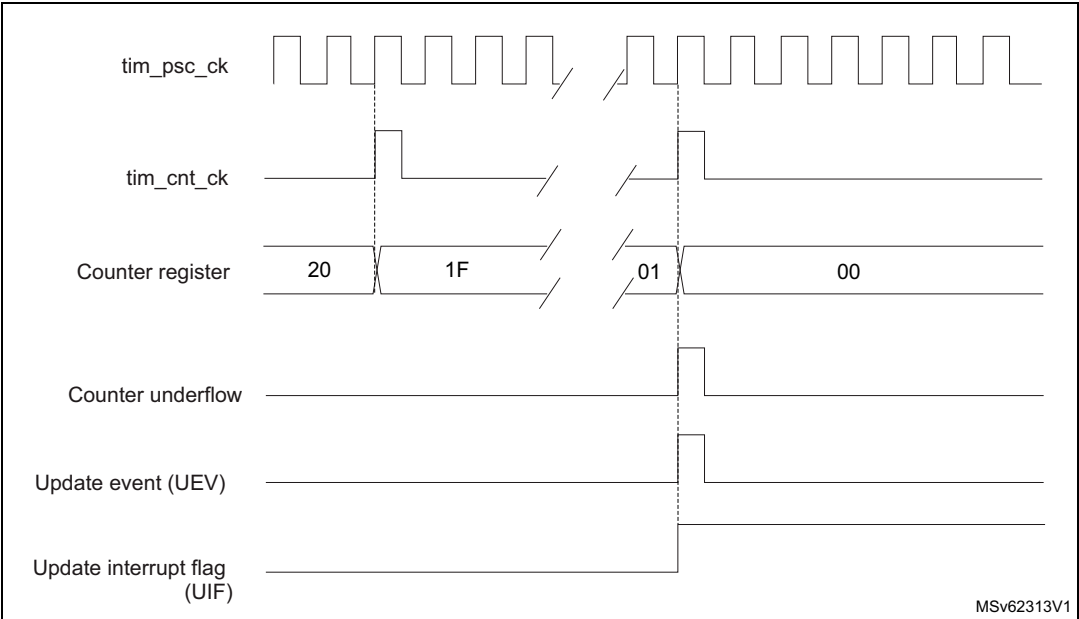 tim_psc_ck
tim_cnt_ck
Counter register
20
1F
01
00
Counter underflow
Update event (UEV)
Update interrupt flag
(UIF)
MSv62313V1